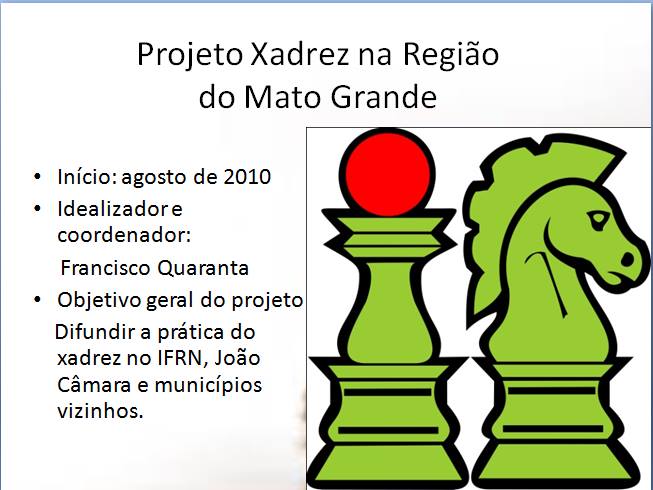 Projeto Xadrez na Região
do Mato Grande
• Início: agosto de 2010
• Idealizador e
coordenador:
Francisco Quaranta
• Objetivo geral do projeto
Difundir a prática do
xadrez no IFRN, João
Câmara e municípios
vizinhos.